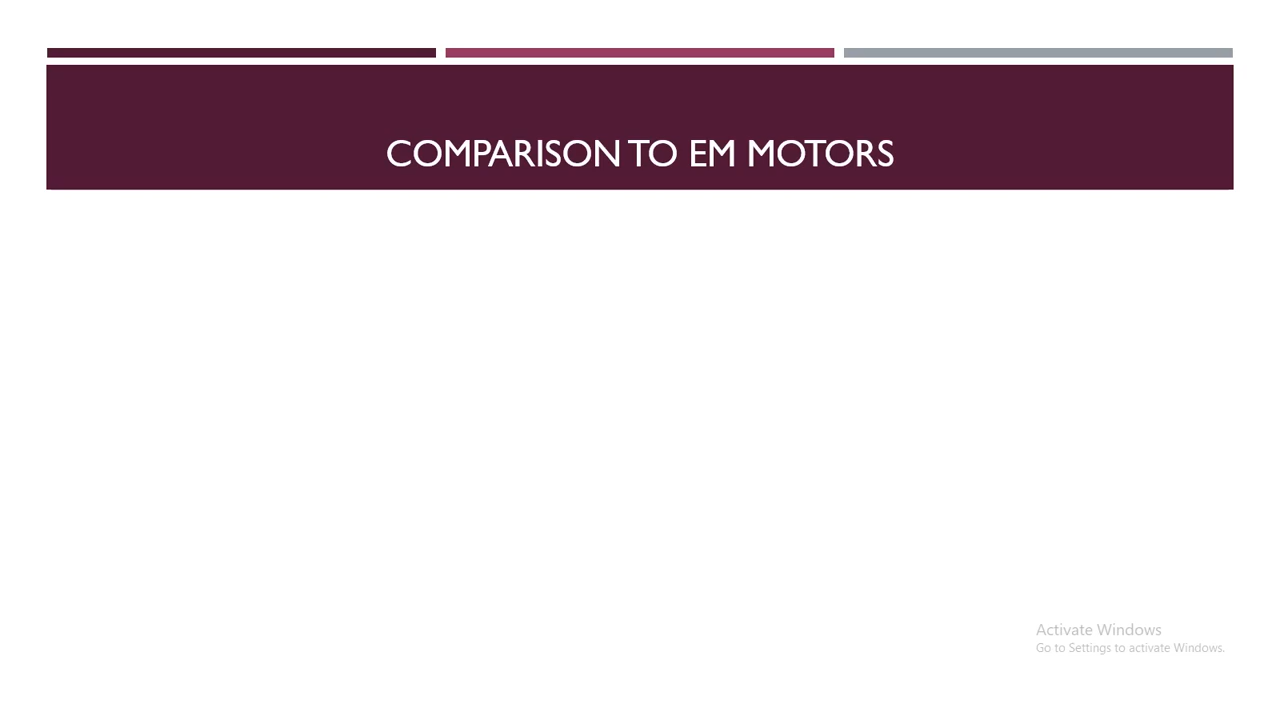 COMPARISON TO EM MOTORS
Activate Windows
Go to Settings to activate Windows.